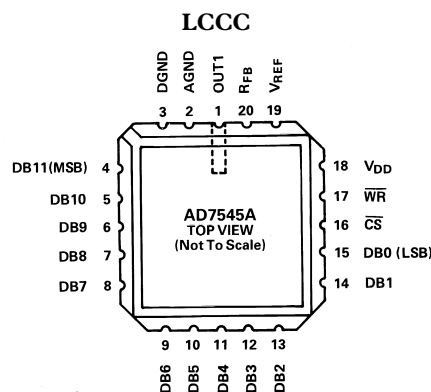 LCCC
DGND
AGND
OUT1
RFB
VREF
3 2 1 20 19
DB11(MSB) 4
DB10 5
DB9 6
DB8 7
DB7 8
AD7545A
TOP VIEW
(Not To Scale)
18 VDD
17 WR
16 CS
15 DB0 (LSB)
14 DB1
9 10 11 12 13
DB6
DB5
DB4
DB3
DB2